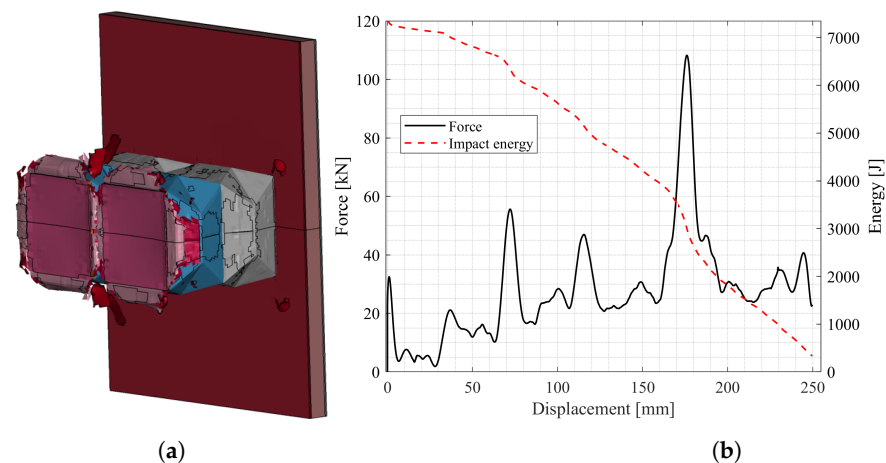 120
100
80
60
40
20
0
Force [kN]
Force
Impact energy
7000
6000
5000
4000
3000
2000
1000
0
Energy [J]
0 50 100 150 200 250
Displacement [mm]
(a) (b)